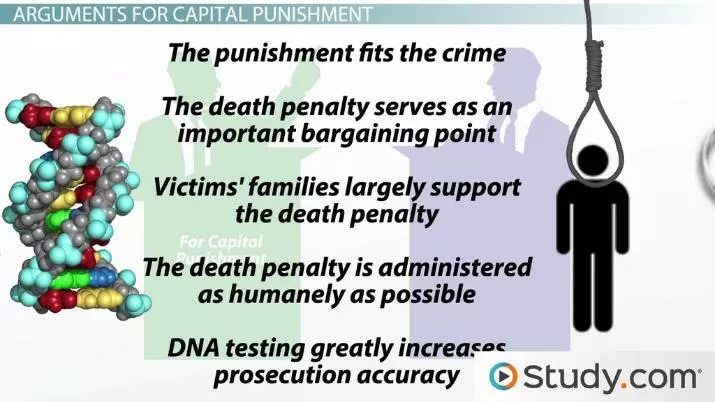 ARGUMENTS FOR CAPITAL PUNISHMENT
The punishment fits the crime
The death penalty serves as an
important bargaining point
Victims' families largely support
the death penalty
For Capital
Punishment
The death penalty is administered
as humanely as possible
DNA testing greatly increases
prosecution accuracy
Study.com®